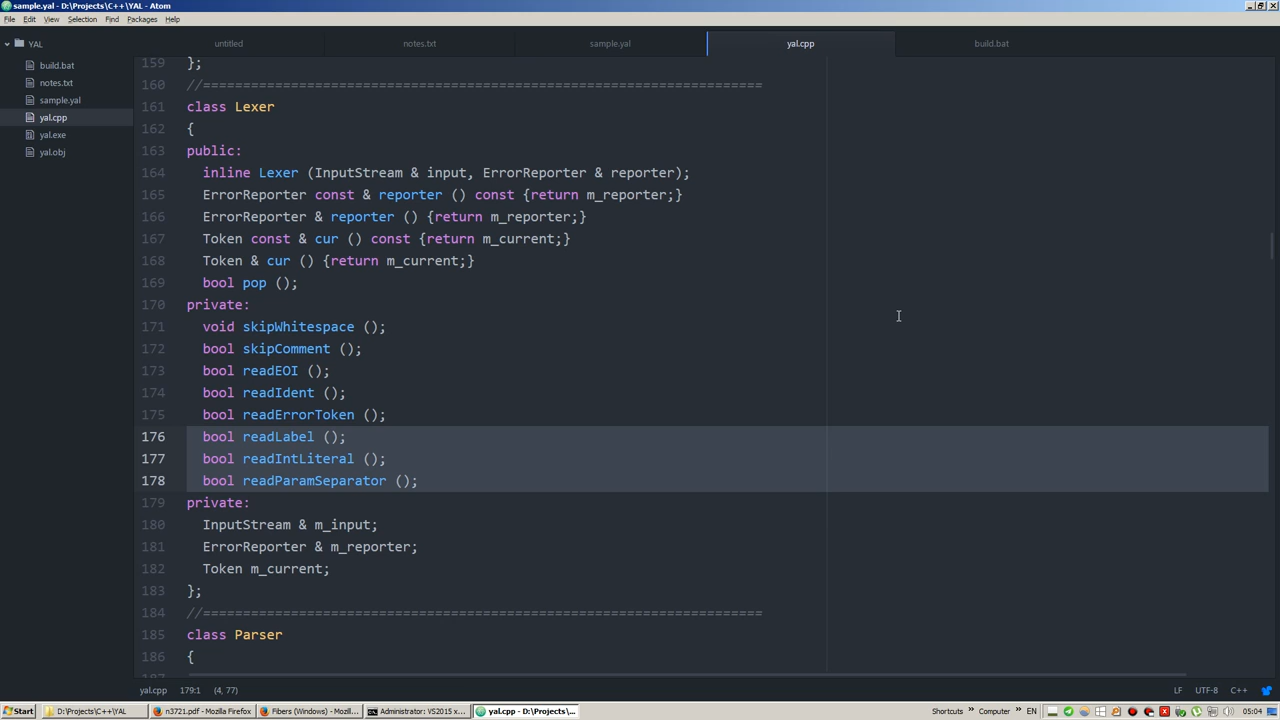 sample.yal - D:\Projects\C++\YAL - Atom
File Edit View Selection Find Packages Help
YAL
build.bat
notes.txt
sample.yal
yal.cpp
yal.exe
yal.obj
untitled notes.txt sample.yal yal.cpp build.bat
159 };
160 //======================================================================
161 class Lexer
162 {
163 public:
164 inline Lexer (InputStream & input, ErrorReporter & reporter);
165 ErrorReporter const & reporter () const {return m_reporter;}
166 ErrorReporter & reporter () {return m_reporter;}
167 Token const & cur () const {return m_current;}
168 Token & cur () {return m_current;}
169 bool pop ();
170 private:
171 void skipWhitespace ();
172 bool skipComment ();
173 bool readEOI ();
174 bool readIdent ();
175 bool readErrorToken ();
176 bool readLabel ();
177 bool readIntLiteral ();
178 bool readParamSeparator ();
179 private:
180 InputStream & m_input;
181 ErrorReporter & m_reporter;
182 Token m_current;
183 };
184 //======================================================================
185 class Parser
186 {
yal.cpp 179:1 (4, 77) LF UTF-8 C++
Start D:\Projects\C++\YAL n3721.pdf - Mozilla Firefox Fibers (Windows) - Mozill... Administrator: VS2015 x... yal.cpp - D:\Projects\... Shortcuts » Computer » EN 05:04